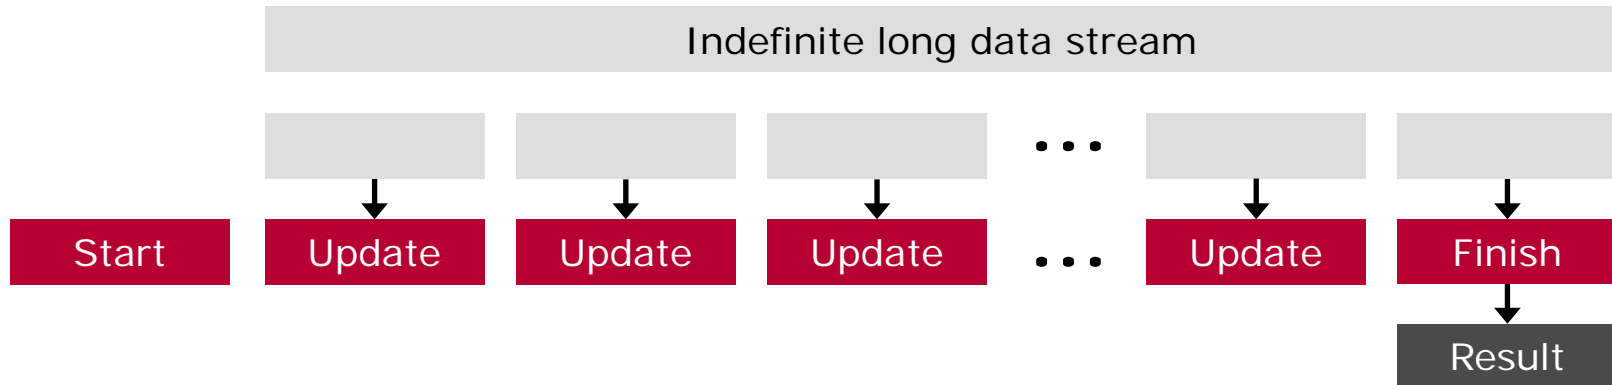 Indefinite long data stream
...
Start Update Update Update ... Update Finish
Result